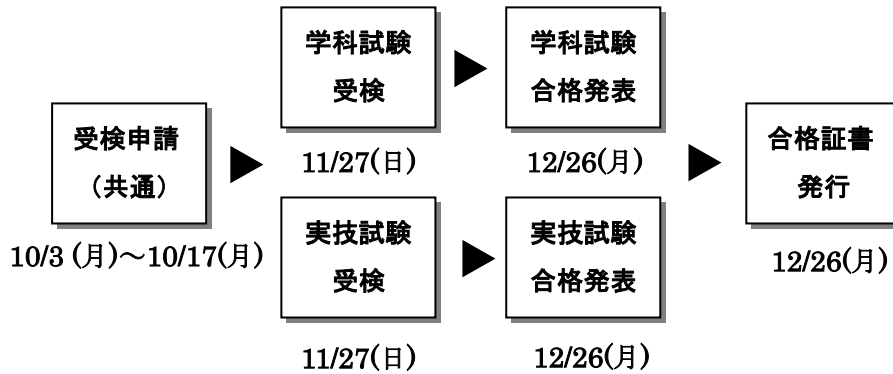 受検申請
（共通）
10/3 (月)～10/17(月)
学科試験
受検
11/27(日)
学科試験
合格発表
12/26(月)
実技試験
受検
11/27(日)
実技試験
合格発表
12/26(月)
合格証書
発行
12/26(月)